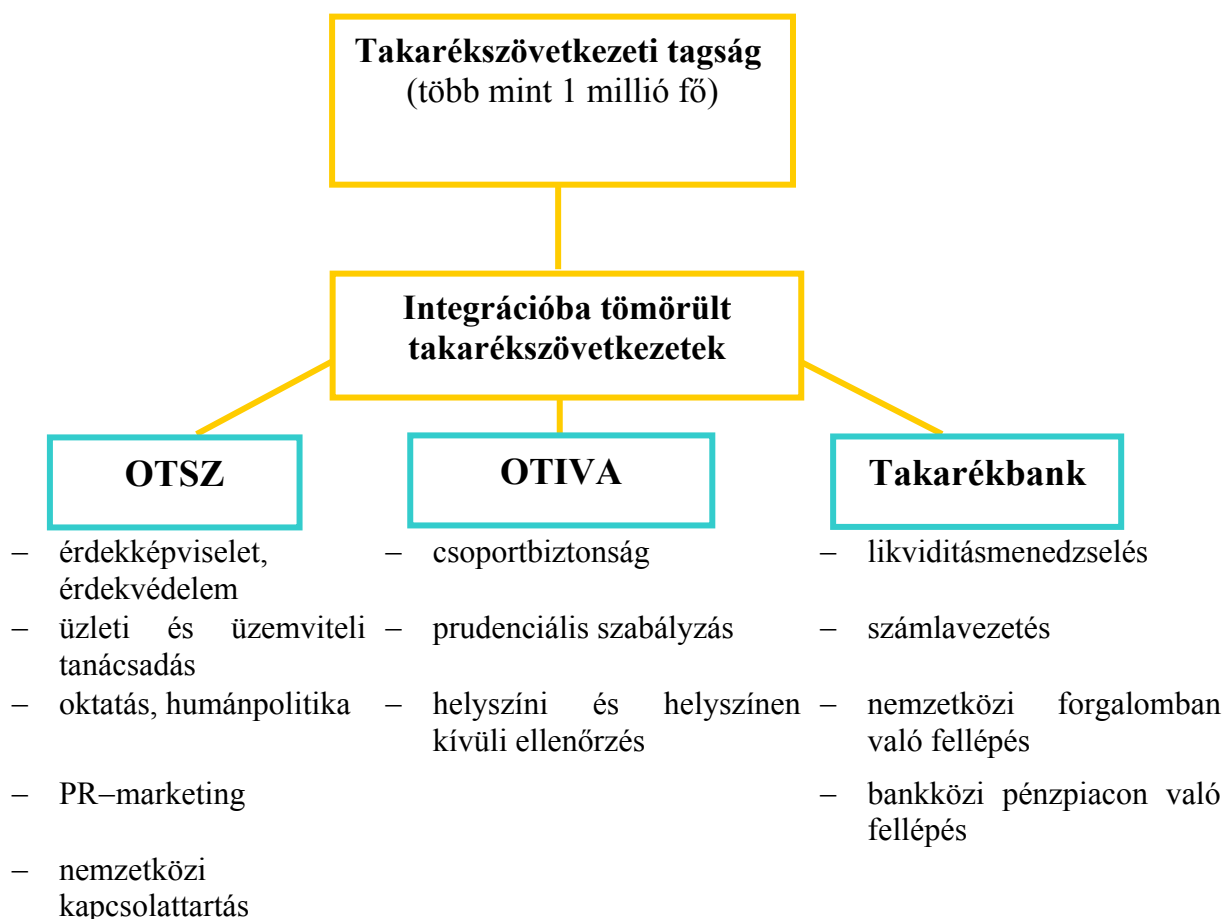 Takarékszövetkezeti tagság
(több mint 1 millió fő)
Integrációba tömörült
takarékszövetkezetek
OTSZ
– érdekképviselet,
érdekvédelem
– üzleti és üzemviteli
tanácsadás
– oktatás, humánpolitika
– PR–marketing
– nemzetközi
kapcsolattartás
OTIVA
– csoportbiztonság
– prudenciális szabályzás
– helyszíni és helyszínen
kívüli ellenőrzés
Takarékbank
– likviditásmenedzselés
– számlavezetés
– nemzetközi forgalomban
való fellépés
– bankközi pénzpiacon való
fellépés